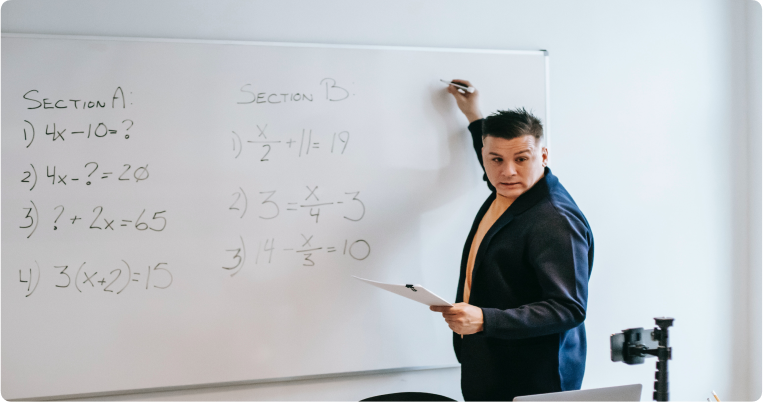 SECTION A:
1) 4x-10=?
2) 4x-?=20
3) ?+2x=65
4) 3(x+2)=15
SECTION B:
1) x/2+11=19
2) 3=x/4-3
3) 14-x/3=10